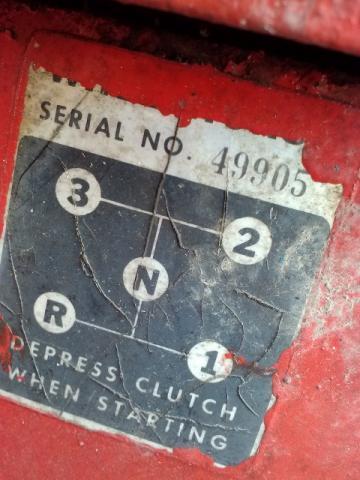 SERIAL NO. 49905
3
2
N
R
1
DEPRESS CLUTCH
WHEN STARTING